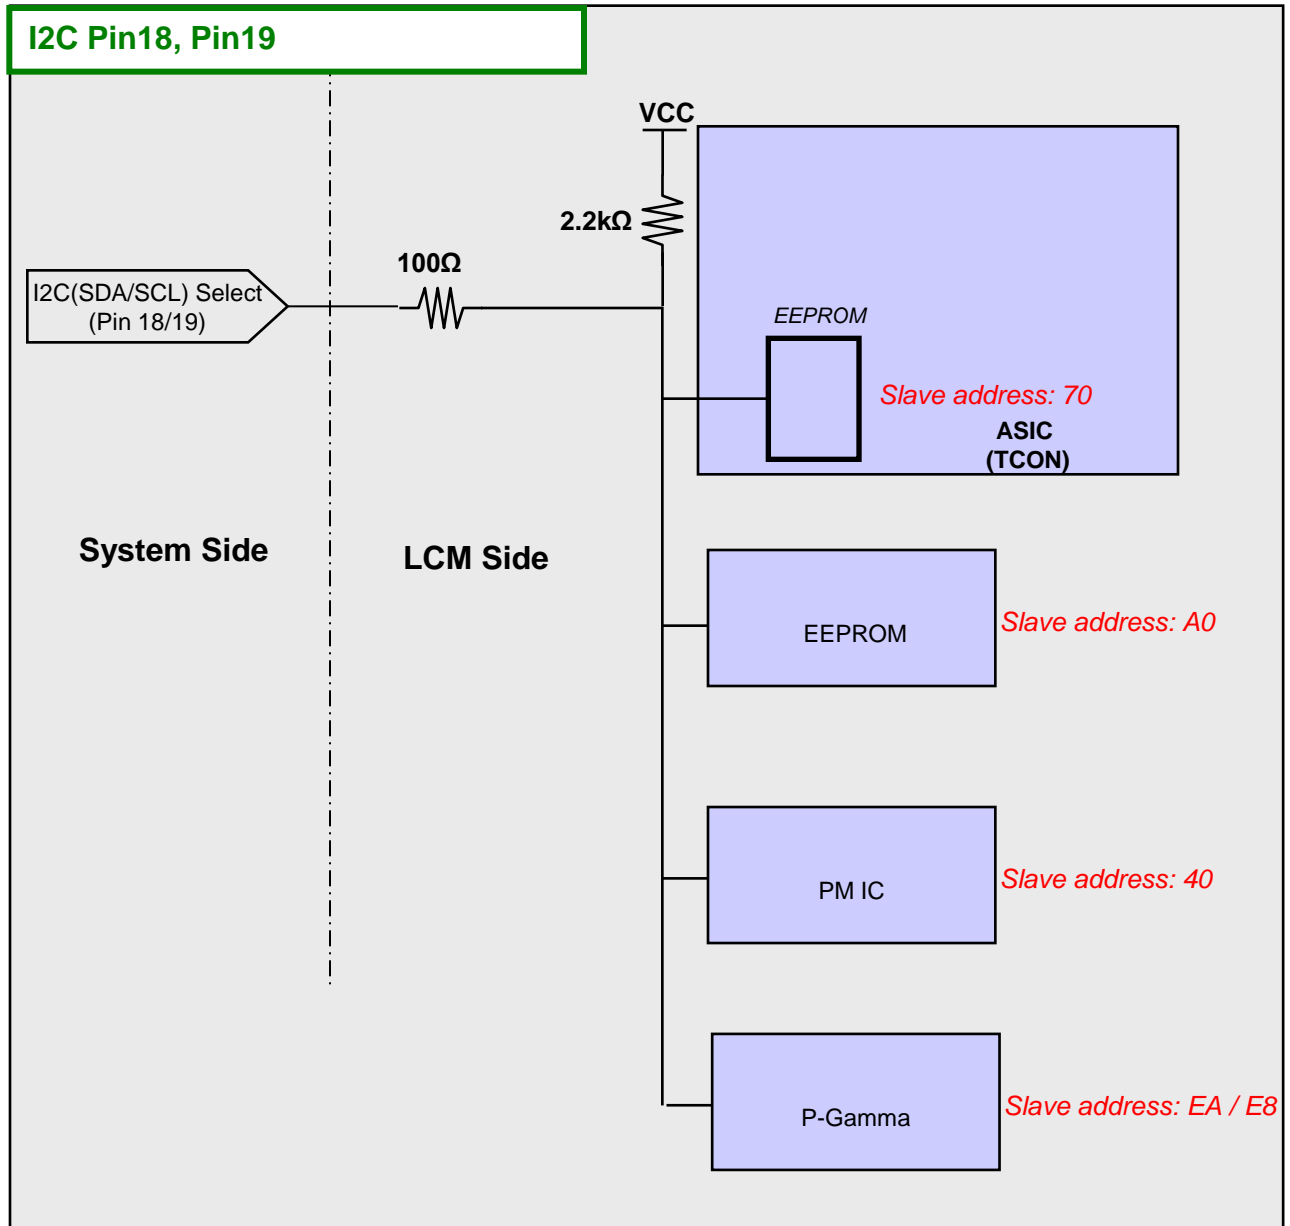 I2C Pin18, Pin19
VCC
2.2kΩ
100Ω
I2C(SDA/SCL) Select
(Pin 18/19)
EEPROM
Slave address: 70
ASIC
(TCON)
System Side
LCM Side
EEPROM
Slave address: A0
PM IC
Slave address: 40
P-Gamma
Slave address: EA / E8